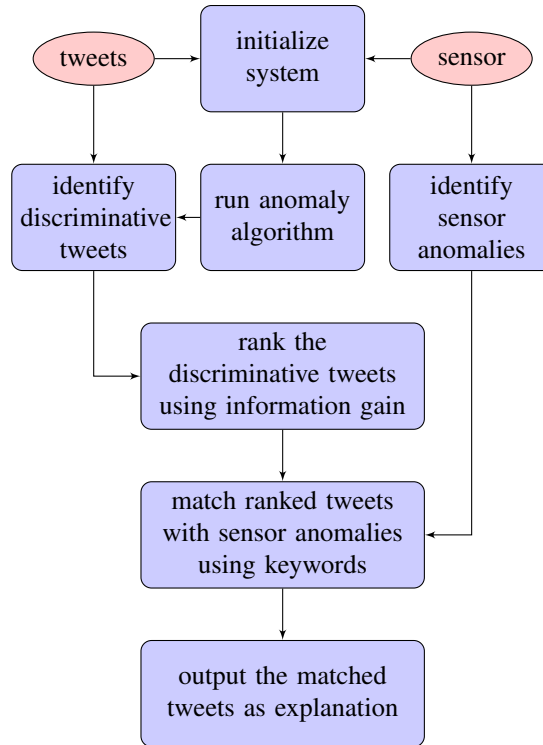 tweets
initialize
system
sensor
identify
discriminative
tweets
run anomaly
algorithm
identify
sensor
anomalies
rank the
discriminative tweets
using information gain
match ranked tweets
with sensor anomalies
using keywords
output the matched
tweets as explanation